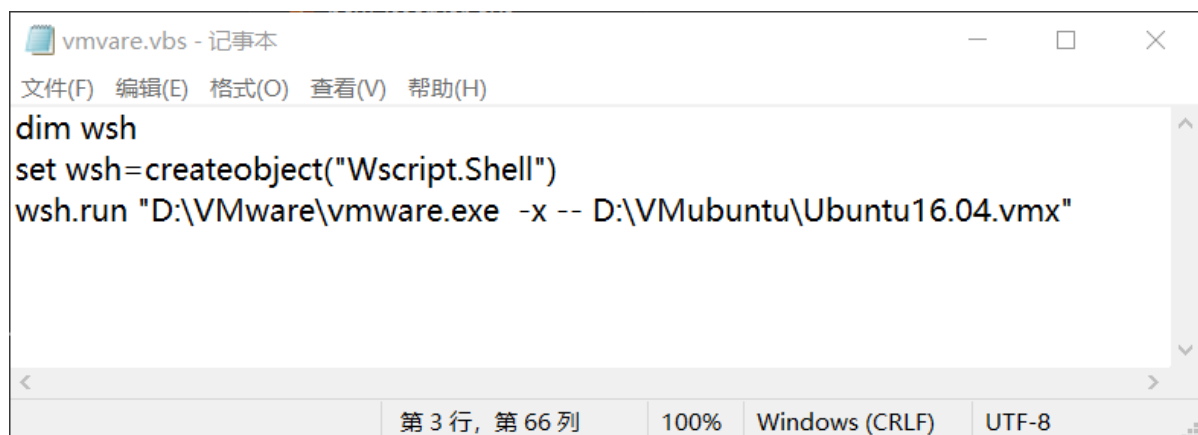 vmvare.vbs - 记事本
文件(F) 编辑(E) 格式(O) 查看(V) 帮助(H)
dim wsh
set wsh=createobject("Wscript.Shell")
wsh.run "D:\VMware\vmware.exe  -x -- D:\VMubuntu\Ubuntu16.04.vmx"
第 3 行，第 66 列 100% Windows (CRLF) UTF-8